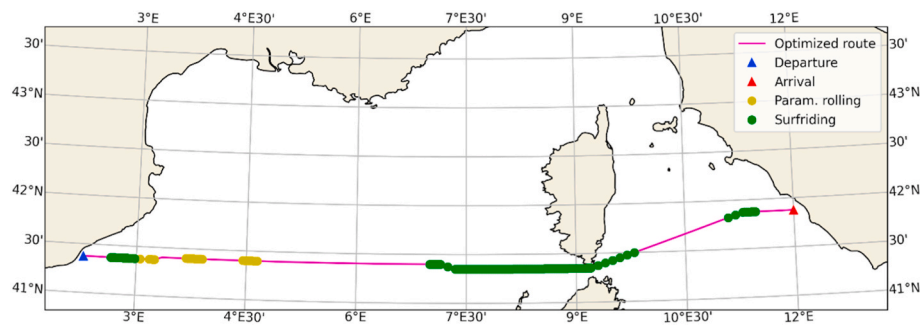 3°E 4°E30' 6°E 7°E30' 9°E 10°E30' 12°E
30'
43°N
30'
42°N
30'
41°N
30'
43°N
30'
42°N
30'
41°N
Optimized route
Departure
Arrival
Param. rolling
Surfriding
3°E 4°E30' 6°E 7°E30' 9°E 10°E30' 12°E